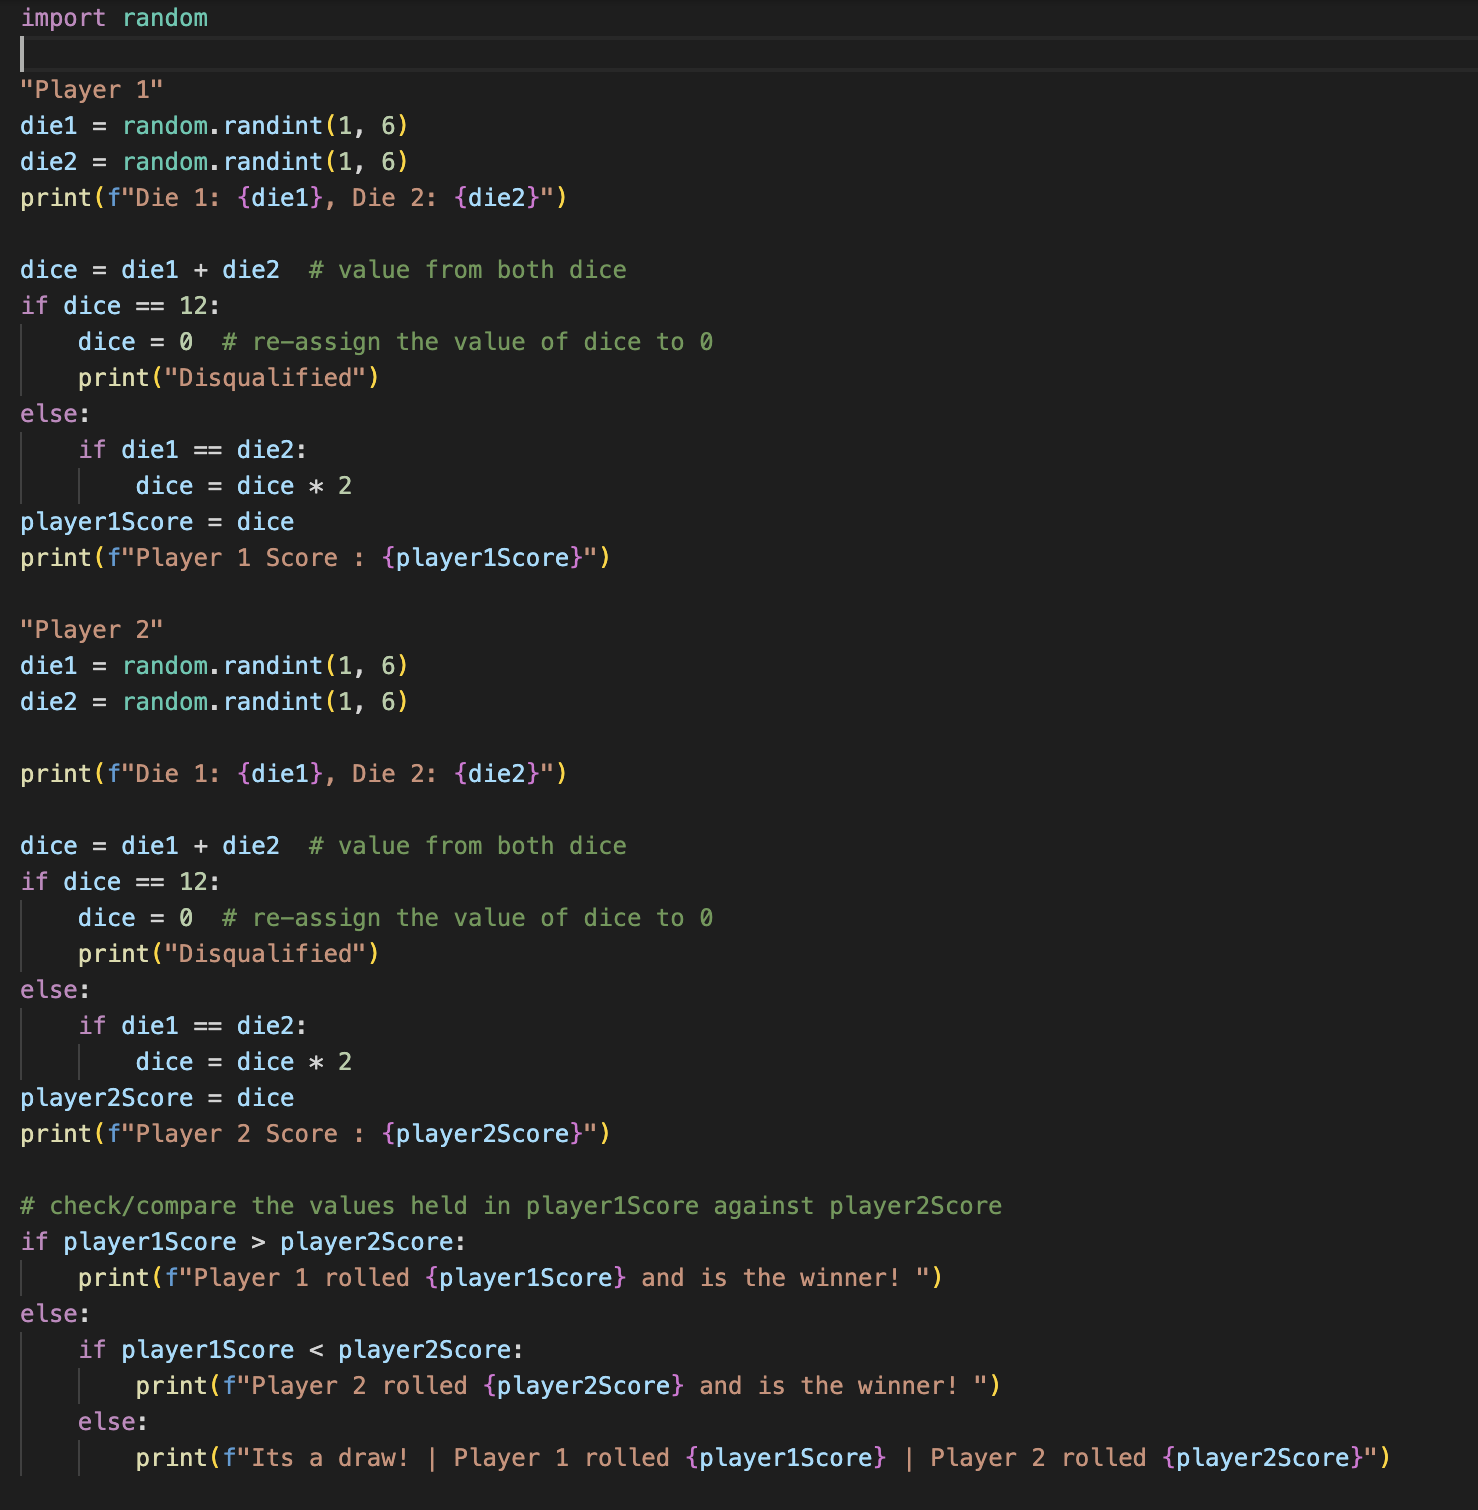 import random
"Player 1"
die1 = random.randint(1, 6)
die2 = random.randint(1, 6)
print(f"Die 1: {die1}, Die 2: {die2}")
dice = die1 + die2  # value from both dice
if dice == 12:
    dice = 0  # re-assign the value of dice to 0
    print("Disqualified")
else:
    if die1 == die2:
        dice = dice * 2
player1Score = dice
print(f"Player 1 Score : {player1Score}")
"Player 2"
die1 = random.randint(1, 6)
die2 = random.randint(1, 6)
print(f"Die 1: {die1}, Die 2: {die2}")
dice = die1 + die2  # value from both dice
if dice == 12:
    dice = 0  # re-assign the value of dice to 0
    print("Disqualified")
else:
    if die1 == die2:
        dice = dice * 2
player2Score = dice
print(f"Player 2 Score : {player2Score}")
# check/compare the values held in player1Score against player2Score
if player1Score > player2Score:
    print(f"Player 1 rolled {player1Score} and is the winner! ")
else:
    if player1Score < player2Score:
        print(f"Player 2 rolled {player2Score} and is the winner! ")
    else:
        print(f"Its a draw! | Player 1 rolled {player1Score} | Player 2 rolled {player2Score}")